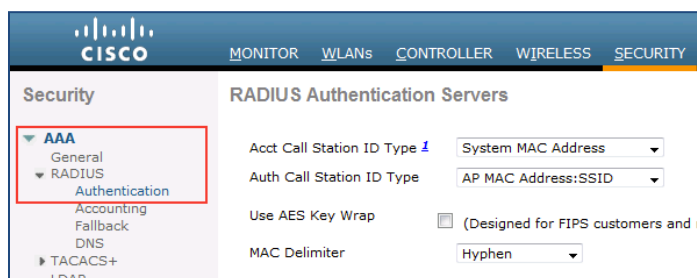 CISCO
MONITOR WLANs CONTROLLER WIRELESS SECURITY
Security
AAA
General
RADIUS
Authentication
Accounting
Fallback
DNS
TACACS+
LDAP
RADIUS Authentication Servers
Acct Call Station ID Type 1 System MAC Address
Auth Call Station ID Type AP MAC Address:SSID
Use AES Key Wrap (Designed for FIPS customers and
MAC Delimiter Hyphen